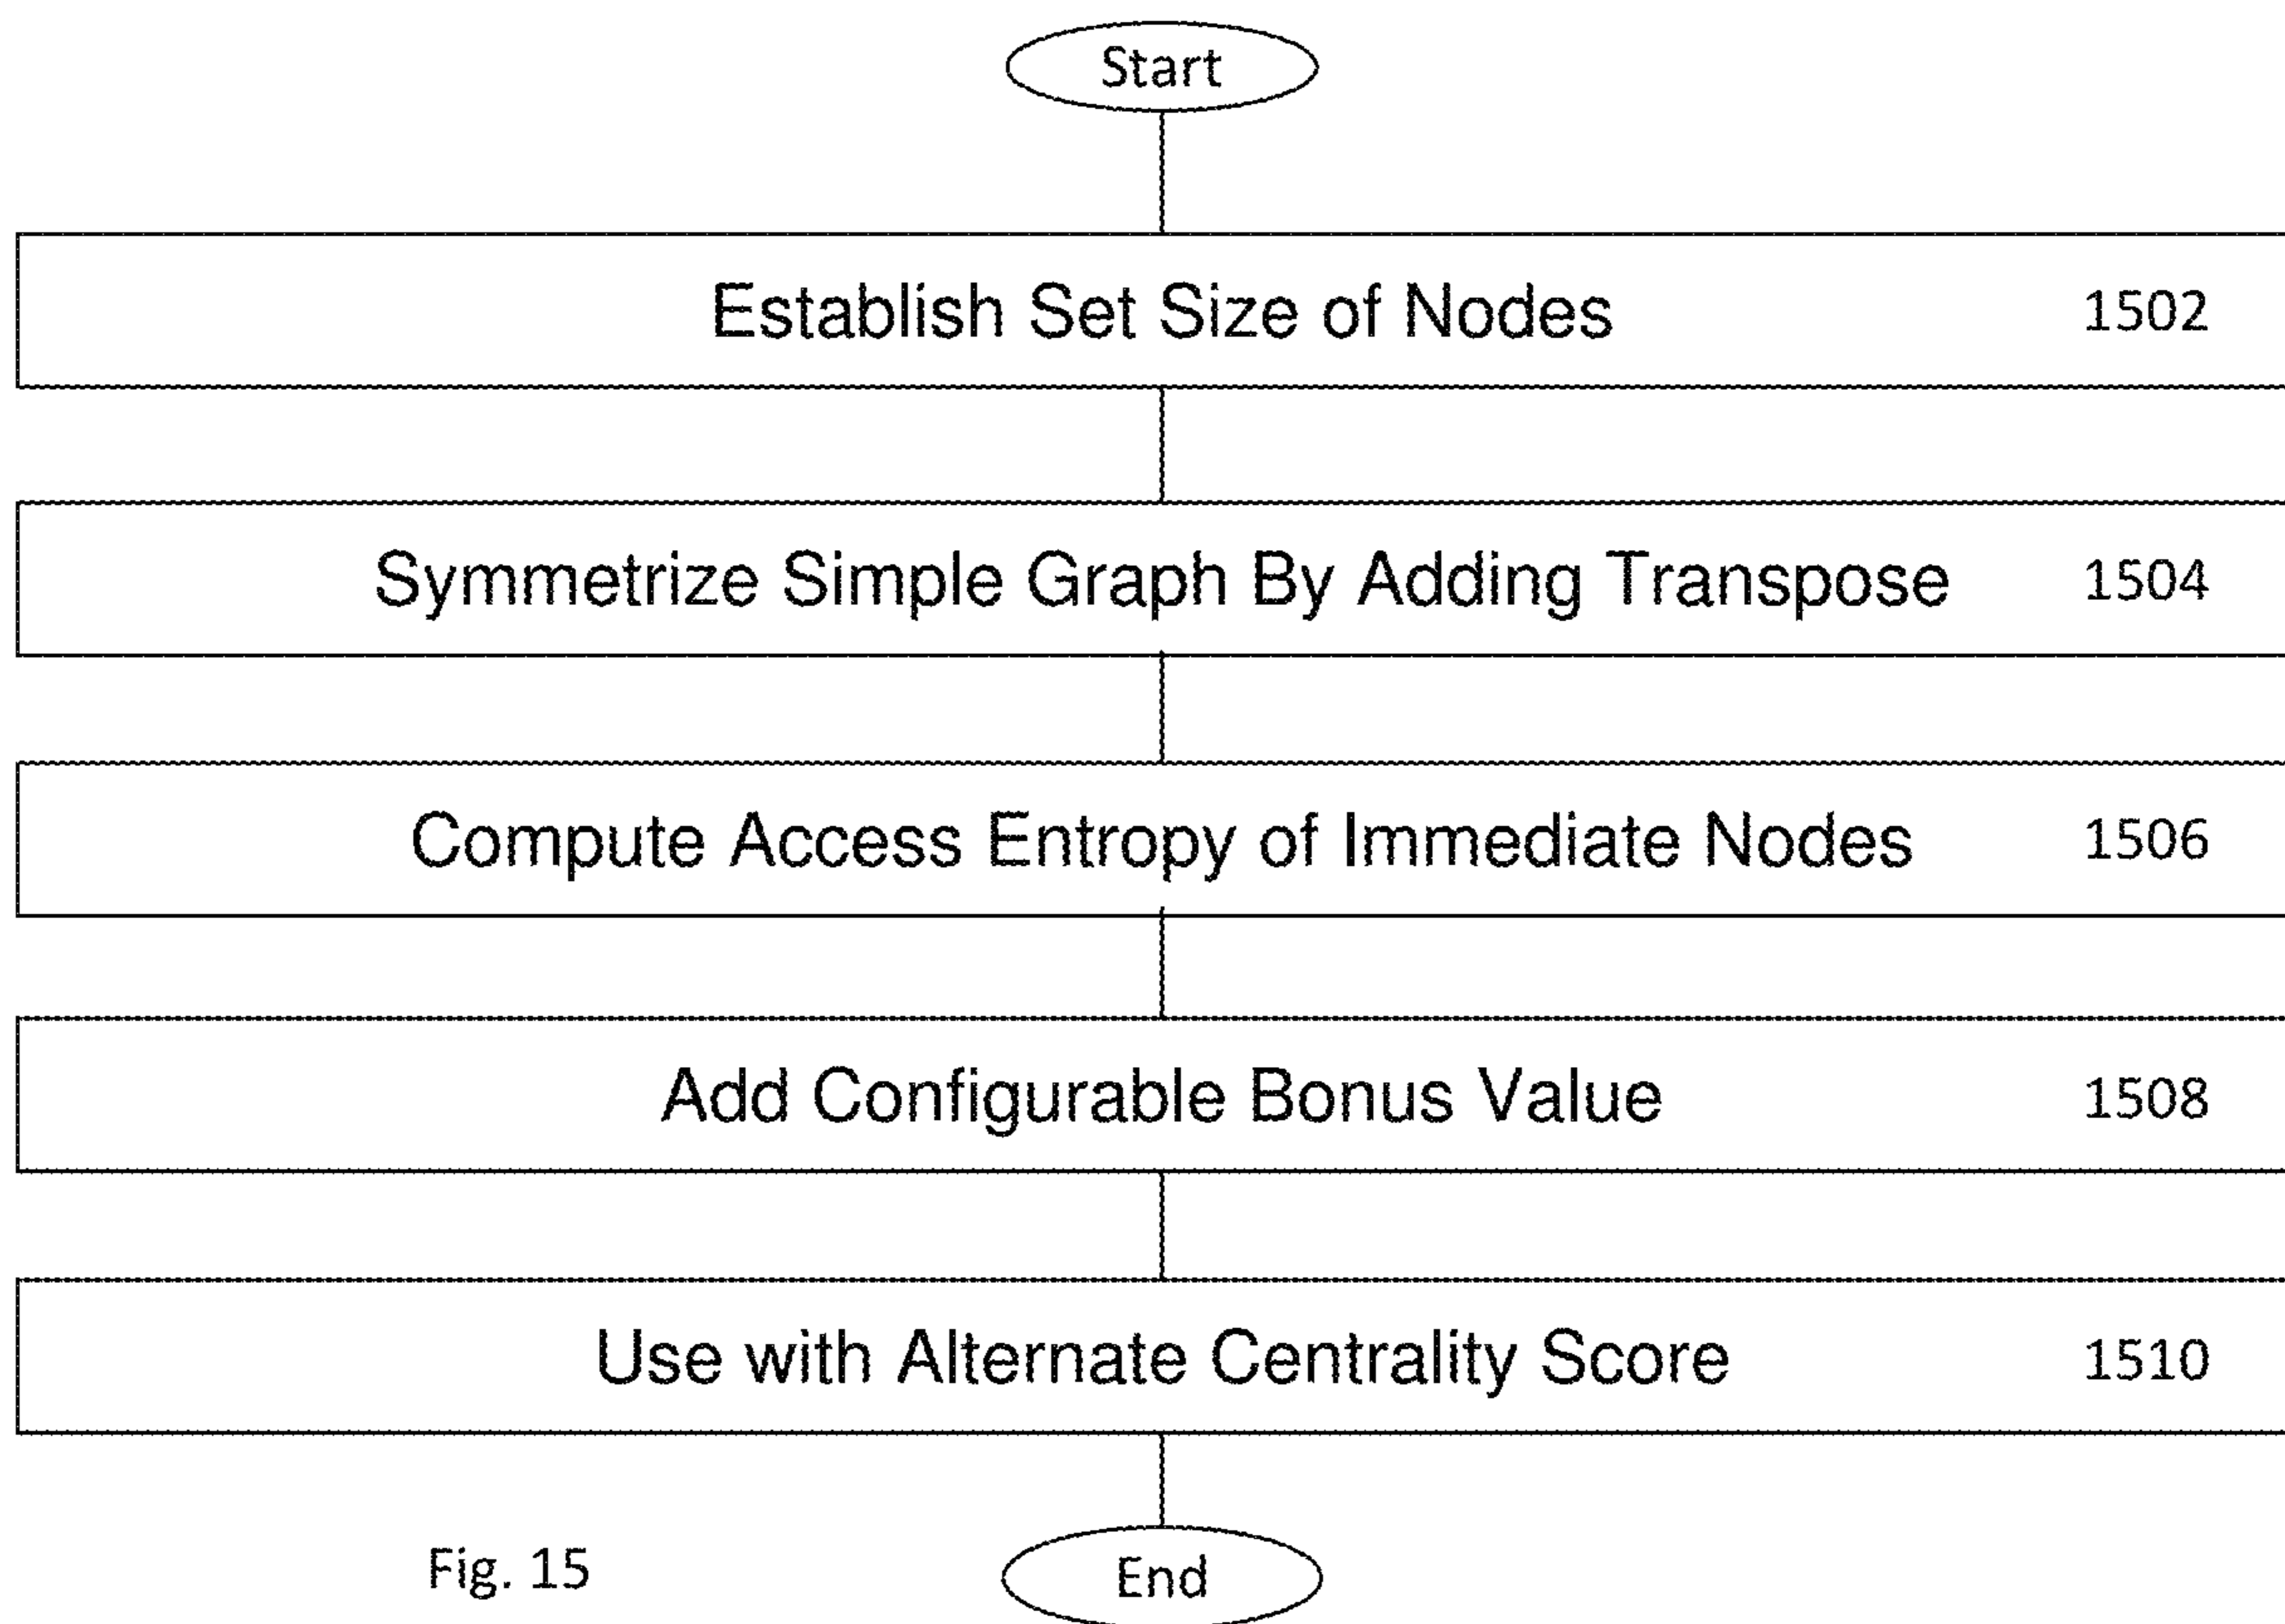 Start
Establish Set Size of Nodes 1502
Symmetrize Simple Graph By Adding Transpose 1504
Compute Access Entropy of Immediate Nodes 1506
Add Configurable Bonus Value 1508
Use with Alternate Centrality Score 1510
Fig. 15
End